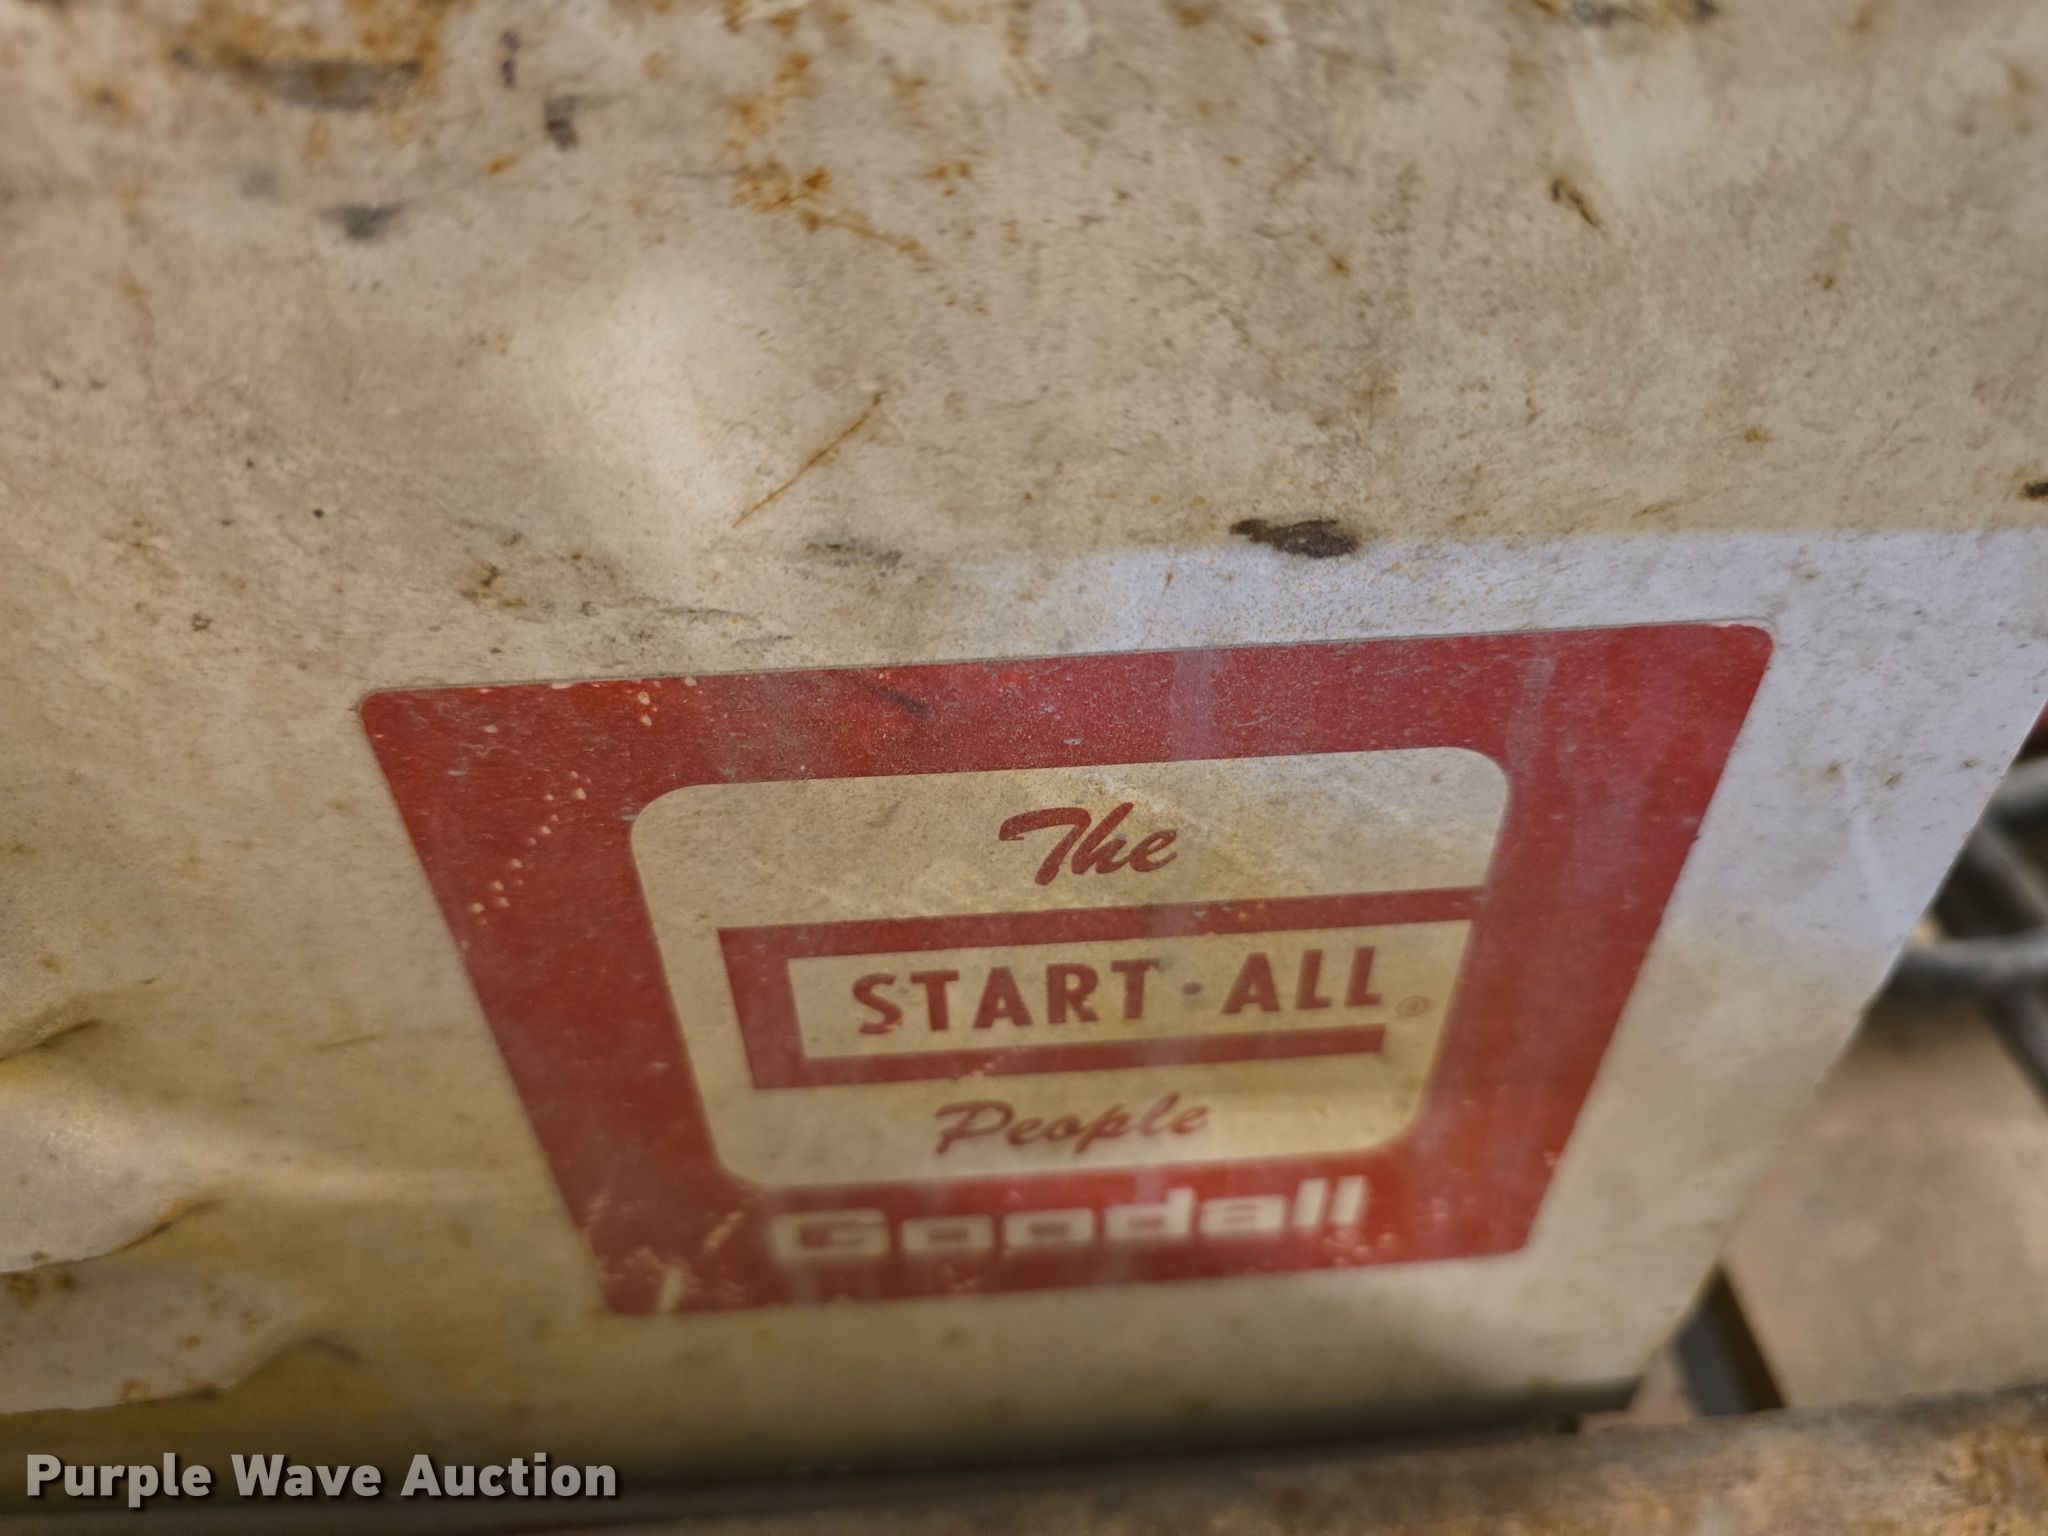 The
START·ALL®
People
Goodall
Purple Wave Auction